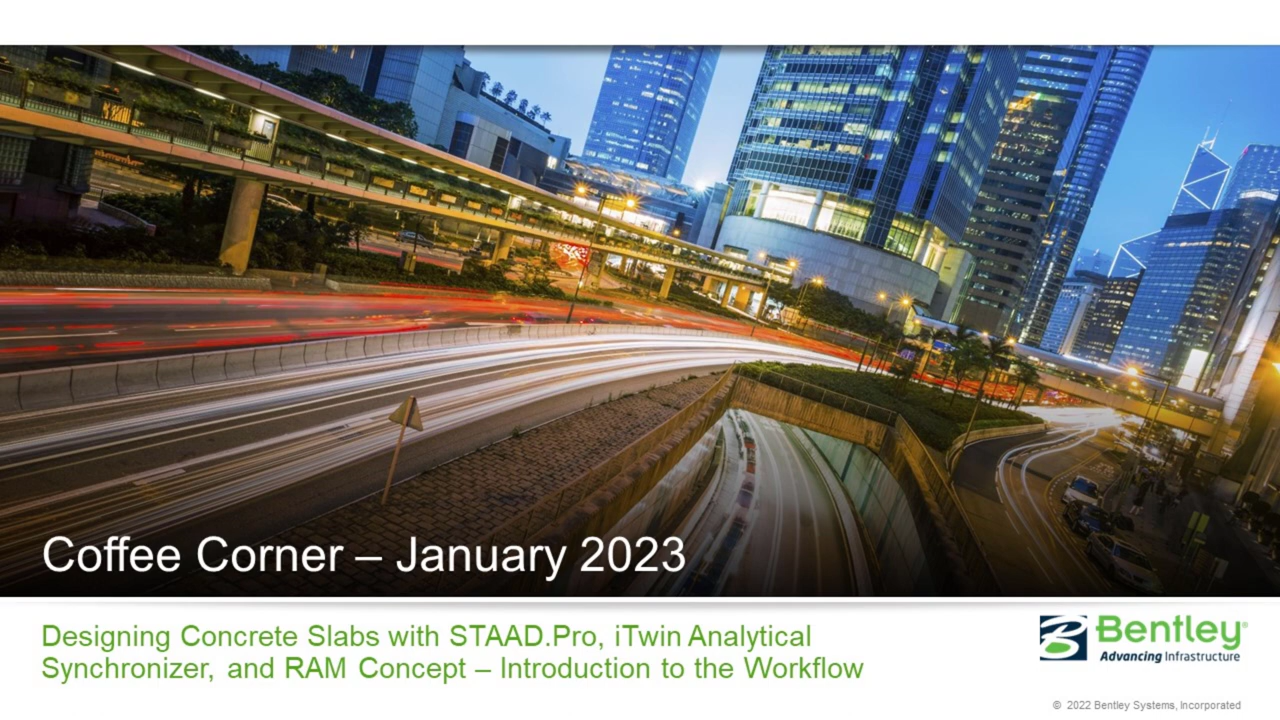 Coffee Corner – January 2023
Designing Concrete Slabs with STAAD.Pro, iTwin Analytical
Synchronizer, and RAM Concept – Introduction to the Workflow
Bentley®
Advancing Infrastructure
© 2022 Bentley Systems, Incorporated